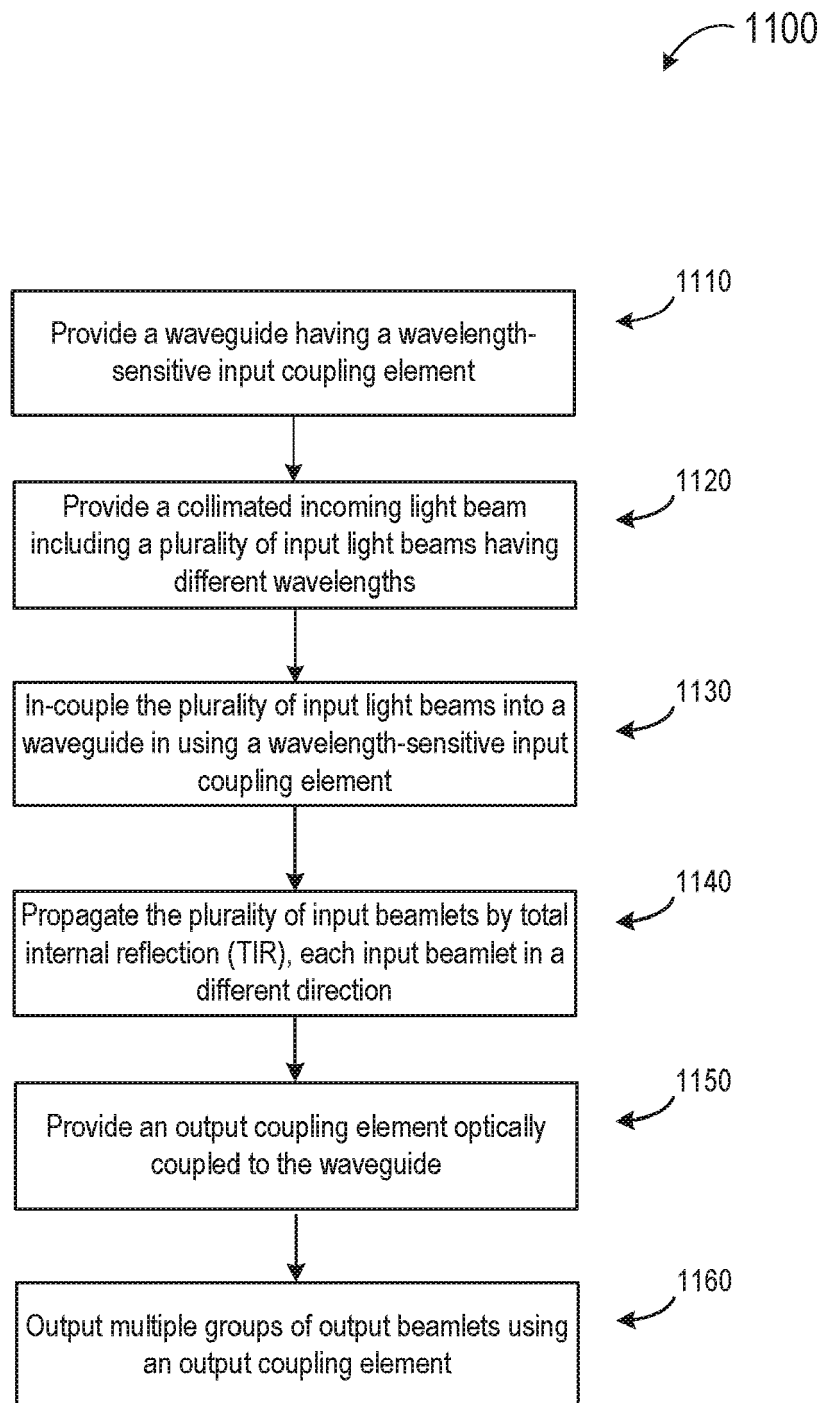 1100
1110
Provide a waveguide having a wavelength-
sensitive input coupling element
1120
Provide a collimated incoming light beam
including a plurality of input light beams having
different wavelengths
1130
In-couple the plurality of input light beams into a
waveguide in using a wavelength-sensitive input
coupling element
1140
Propagate the plurality of input beamlets by total
internal reflection (TIR), each input beamlet in a
different direction
1150
Provide an output coupling element optically
coupled to the waveguide
1160
Output multiple groups of output beamlets using
an output coupling element